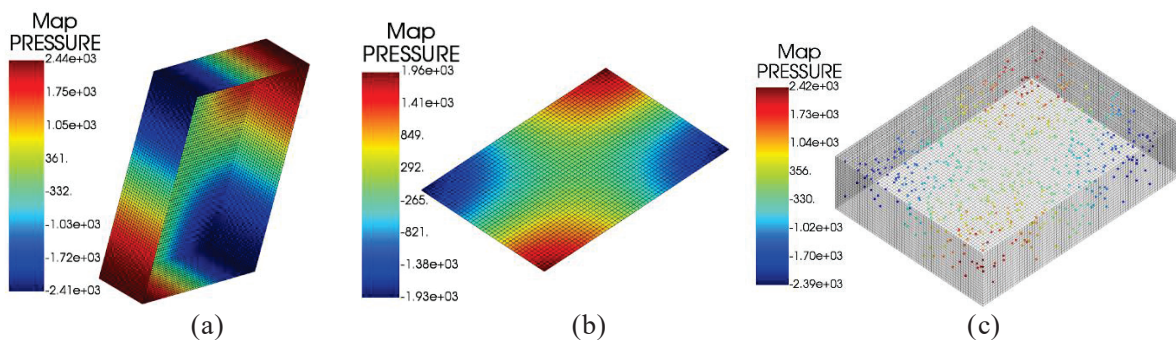 Map
PRESSURE
2.44e+03
1.75e+03
1.05e+03
361.
-332.
-1.03e+03
-1.72e+03
-2.41e+03
(a)
Map
PRESSURE
1.96e+03
1.41e+03
849.
292.
-265.
-821.
-1.38e+03
-1.93e+03
(b)
Map
PRESSURE
2.42e+03
1.73e+03
1.04e+03
356.
-330.
-1.02e+03
-1.70e+03
-2.39e+03
(c)